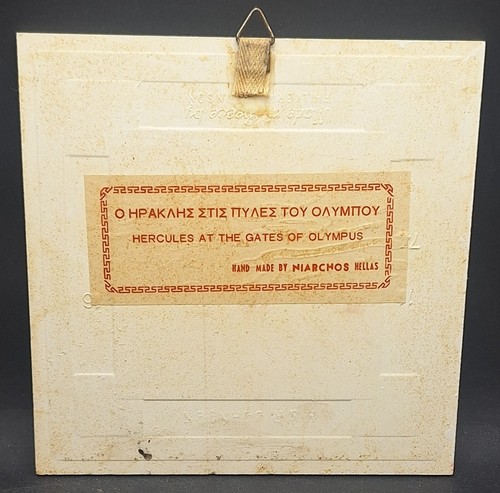 Ο ΗΡΑΚΛΗΣ ΣΤΙΣ ΠΥΛΕΣ ΤΟΥ ΟΛΥΜΠΟΥ
HERCULES AT THE GATES OF OLYMPUS
HAND MADE BY NIARCHOS HELLAS